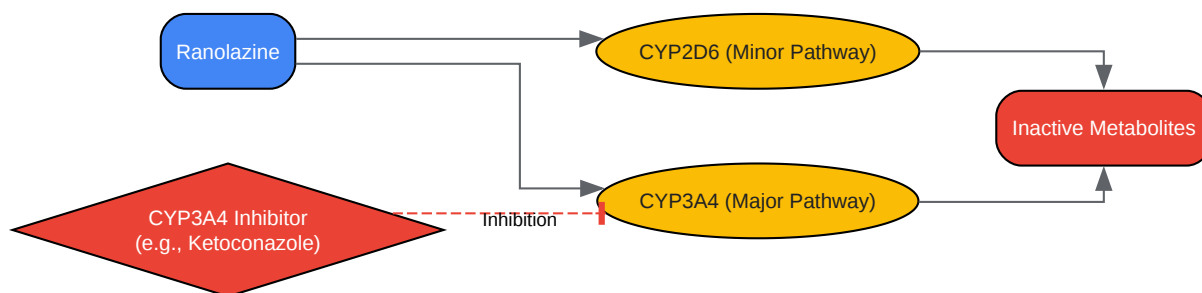 Ranolazine
CYP2D6 (Minor Pathway)
Inactive Metabolites
CYP3A4 (Major Pathway)
CYP3A4 Inhibitor
(e.g., Ketoconazole)
Inhibition